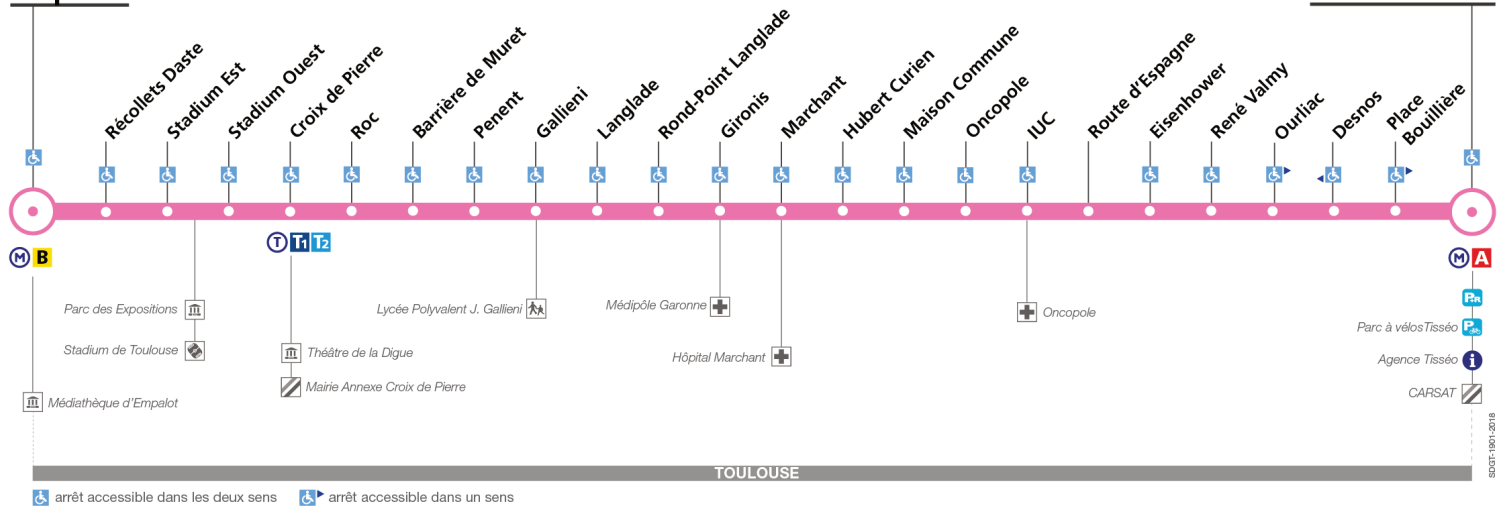 Récollets Daste
Stadium Est
Stadium Ouest
Croix de Pierre
Roc
Barrière de Muret
Penent
Gallieni
Langlade
Rond-Point Langlade
Gironis
Marchant
Hubert Curien
Maison Commune
Oncopole
IUC
Route d'Espagne
Eisenhower
René Valmy
Ourliac
Desnos
Place
Bouillière
M B
T T1 T2
M A
P+R
Parc des Expositions
Lycée Polyvalent J. Gallieni
Médipôle Garonne
Oncopole
Parc à vélosTisséo
P
Stadium de Toulouse
Théâtre de la Digue
Hôpital Marchant
Agence Tisséo
i
Mairie Annexe Croix de Pierre
CARSAT
Médiathèque d'Empalot
SDGT-1901-2018
TOULOUSE
arrêt accessible dans les deux sens
arrêt accessible dans un sens